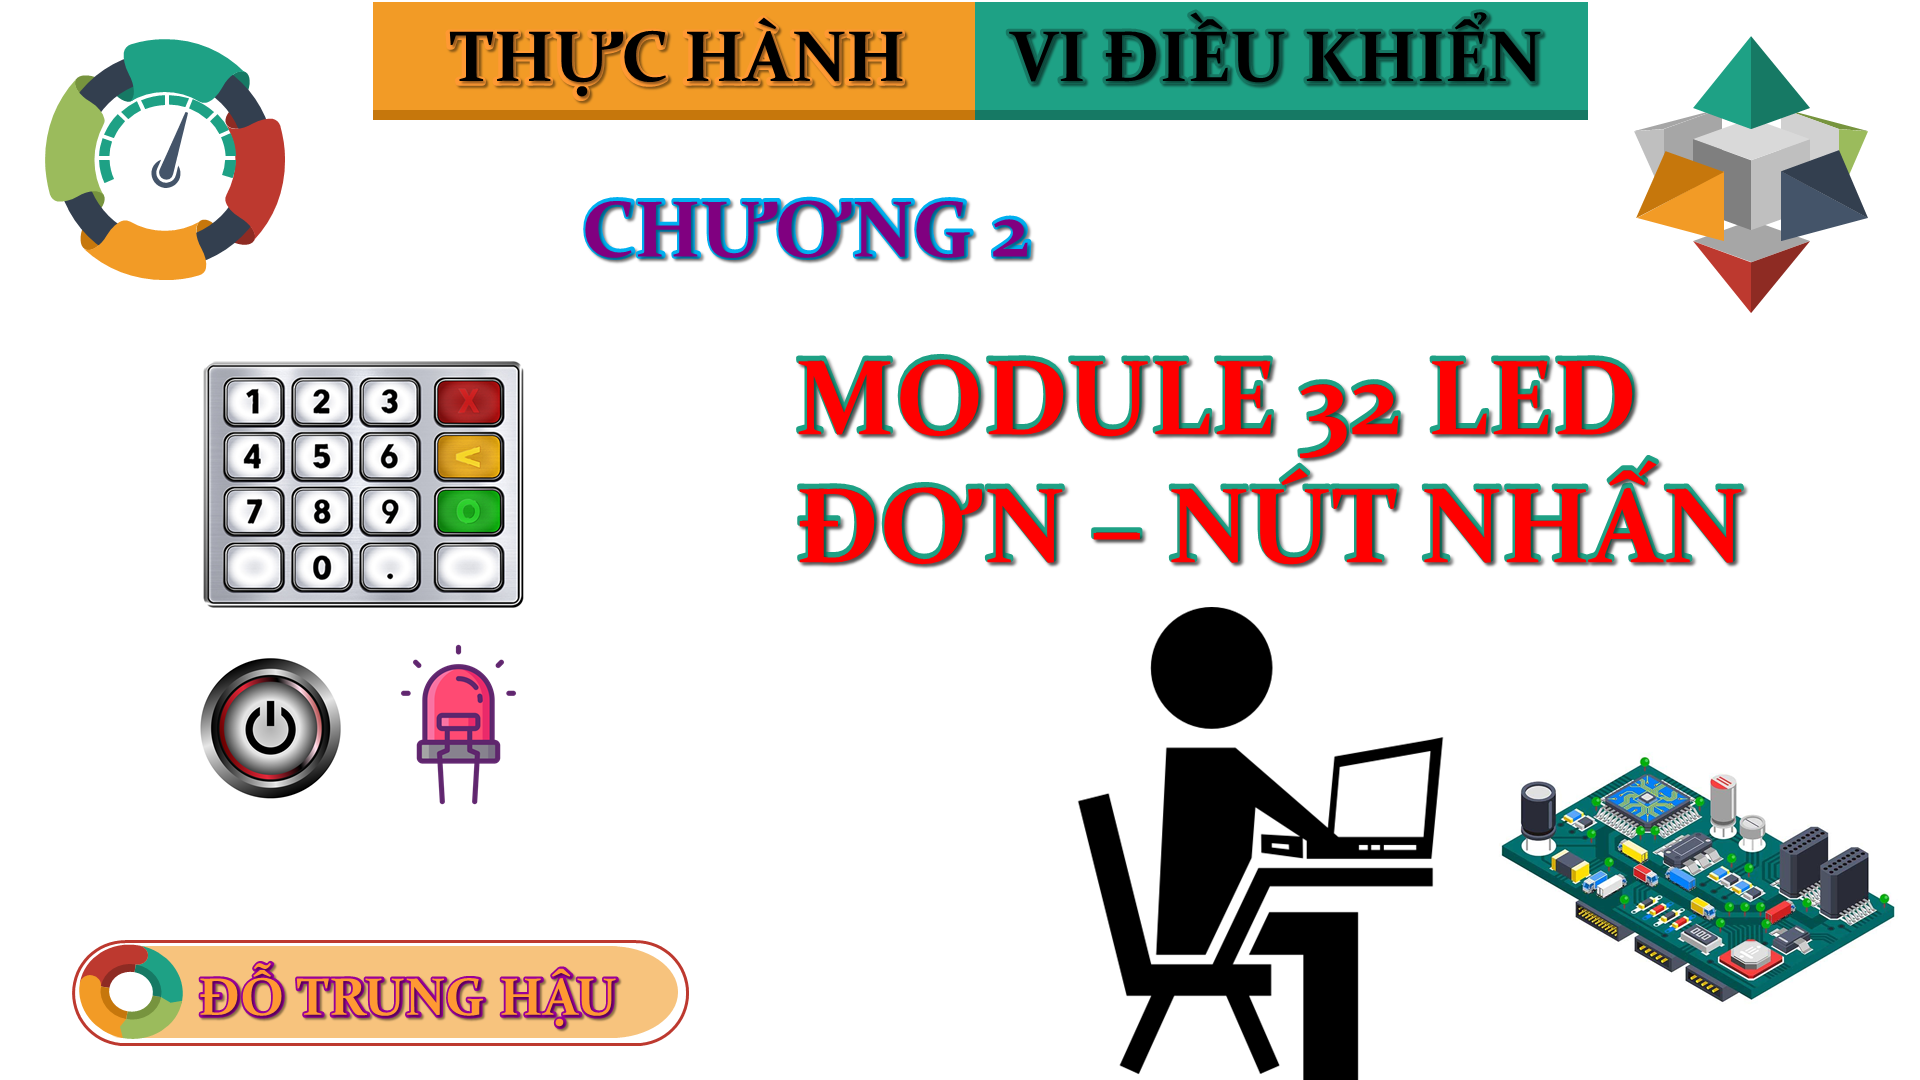 THỰC HÀNH VI ĐIỀU KHIỂN
CHƯƠNG 2
MODULE 32 LED
ĐƠN – NÚT NHẤN
1 2 3 X
4 5 6 <
7 8 9 O
0 .
ĐỖ TRUNG HẬU